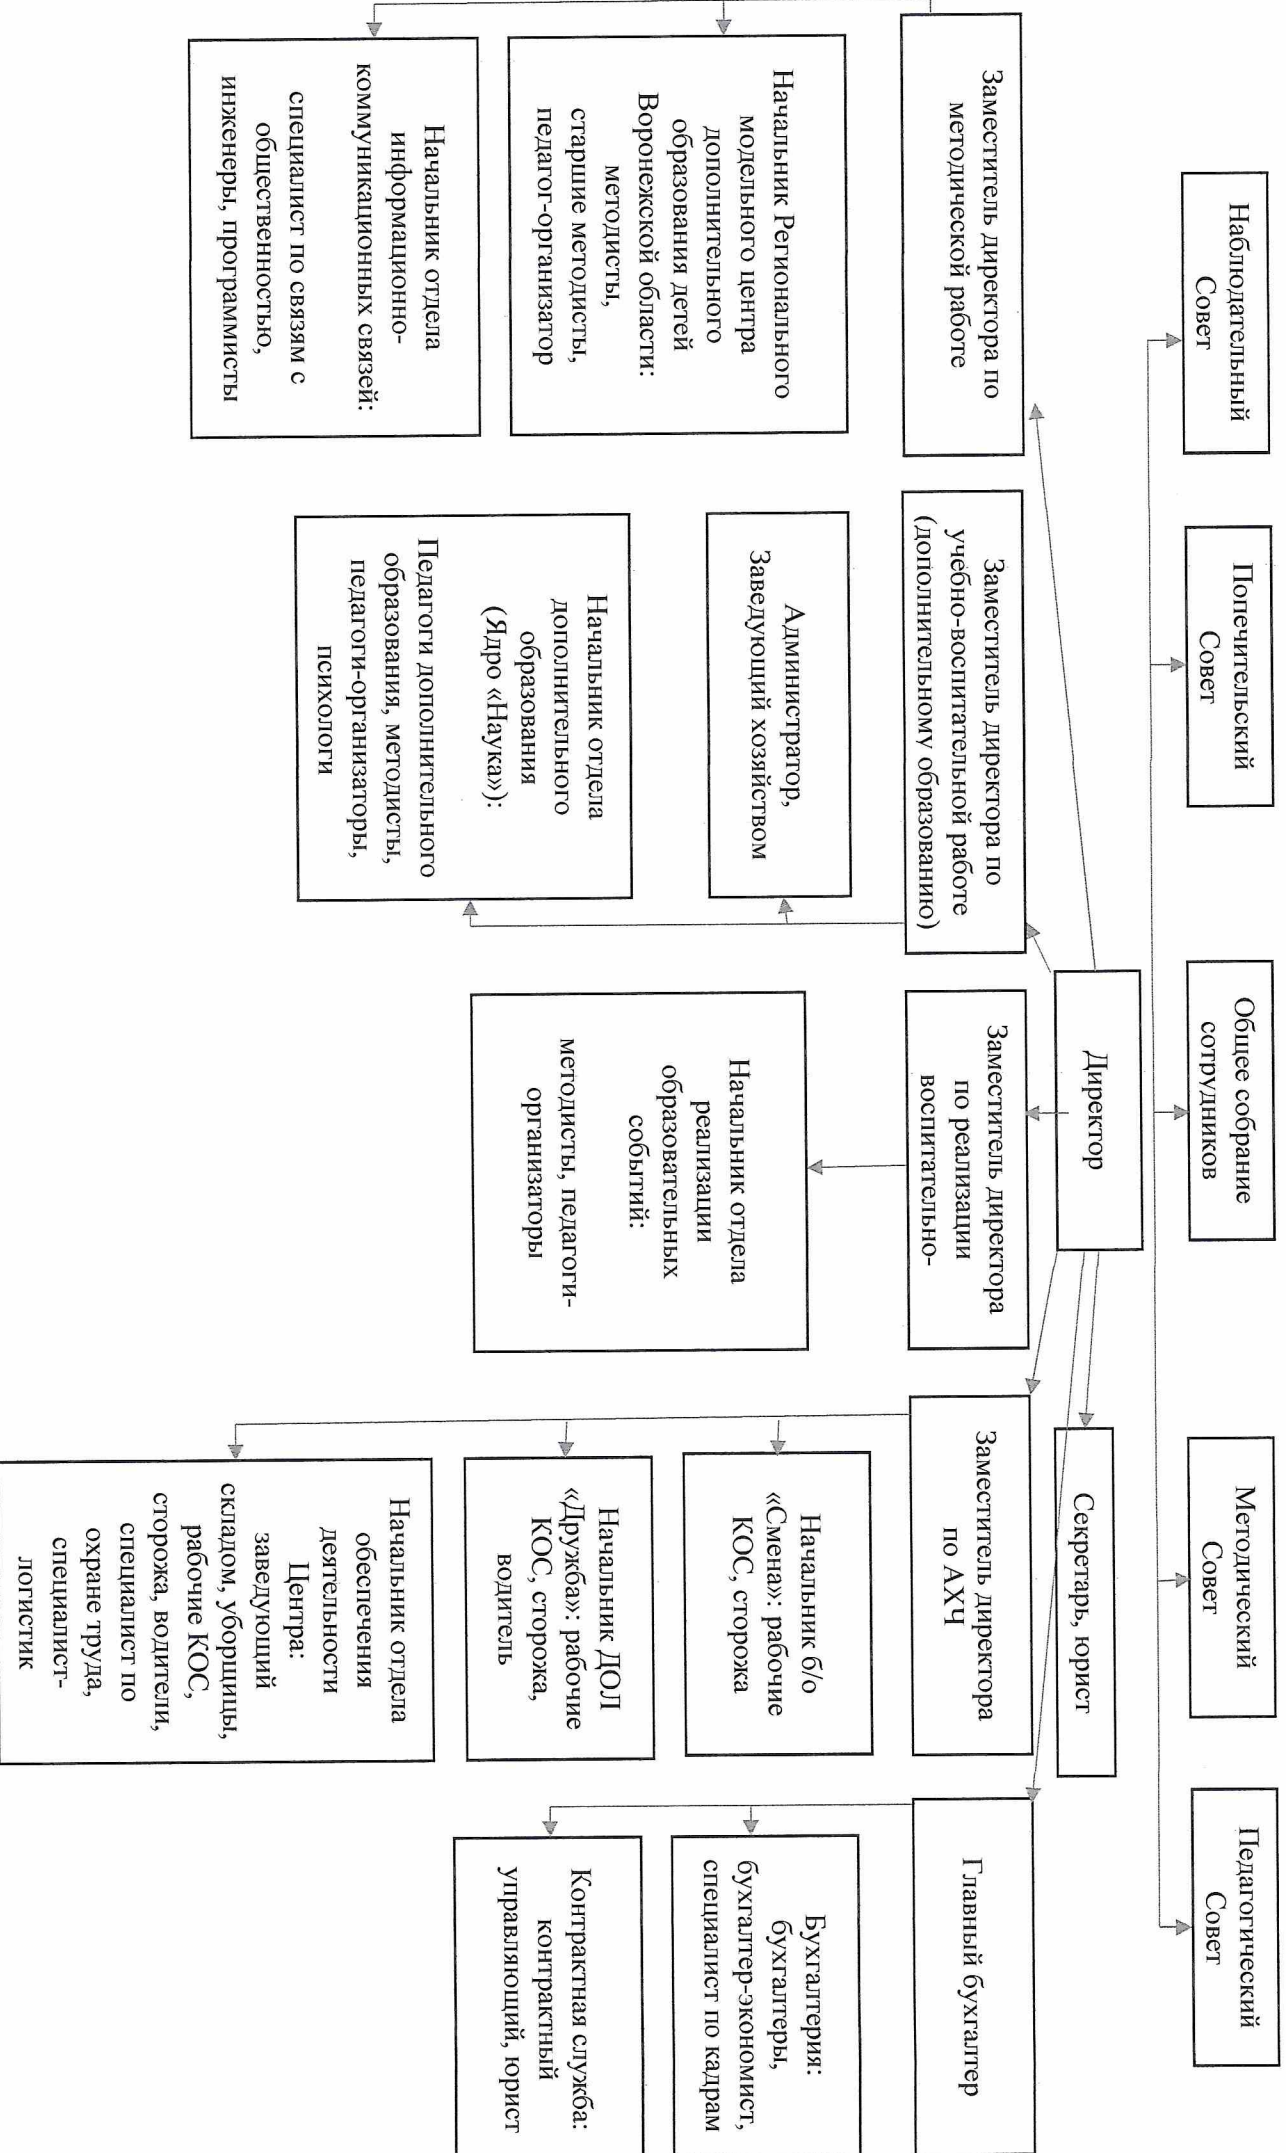 Наблюдательный
Совет
Попечительский
Совет
Общее собрание
сотрудников
Методический
Совет
Педагогический
Совет
Директор
Секретарь, юрист
Заместитель директора по
методической работе
Заместитель директора по
учебно-воспитательной работе
(дополнительному образованию)
Заместитель директора
по реализации
воспитательно-
Заместитель директора
по АХЧ
Главный бухгалтер
Начальник Регионального
модельного центра
дополнительного
образования детей
Воронежской области:
методисты,
старшие методисты,
педагог-организатор
Начальник отдела
информационно-
коммуникационных связей:
специалист по связям с
общественностью,
инженеры, программисты
Администратор,
Заведующий хозяйством
Начальник отдела
дополнительного
образования
(Ядро «Наука»):
Педагоги дополнительного
образования, методисты,
педагоги-организаторы,
психологи
Начальник отдела
реализации
образовательных
событий:
методисты, педагоги-
организаторы
Начальник б/о
«Смена»: рабочие
КОС, сторожа
Начальник ДОЛ
«Дружба»: рабочие
КОС, сторожа,
водитель
Начальник отдела
обеспечения
деятельности
Центра:
заведующий
складом, уборщицы,
рабочие КОС,
сторожа, водители,
специалист по
охране труда,
специалист-
логистик
Бухгалтерия:
бухгалтеры,
бухгалтер-экономист,
специалист по кадрам
Контрактная служба:
контрактный
управляющий, юрист